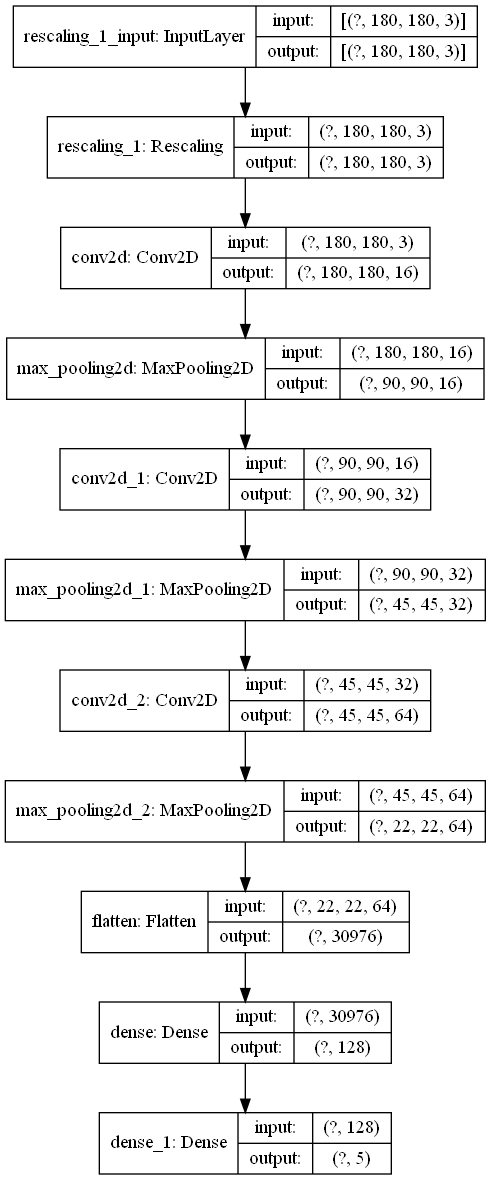 rescaling_1_input: InputLayer input: [(?, 180, 180, 3)]
output: [(?, 180, 180, 3)]
rescaling_1: Rescaling input: (?, 180, 180, 3)
output: (?, 180, 180, 3)
conv2d: Conv2D input: (?, 180, 180, 3)
output: (?, 180, 180, 16)
max_pooling2d: MaxPooling2D input: (?, 180, 180, 16)
output: (?, 90, 90, 16)
conv2d_1: Conv2D input: (?, 90, 90, 16)
output: (?, 90, 90, 32)
max_pooling2d_1: MaxPooling2D input: (?, 90, 90, 32)
output: (?, 45, 45, 32)
conv2d_2: Conv2D input: (?, 45, 45, 32)
output: (?, 45, 45, 64)
max_pooling2d_2: MaxPooling2D input: (?, 45, 45, 64)
output: (?, 22, 22, 64)
flatten: Flatten input: (?, 22, 22, 64)
output: (?, 30976)
dense: Dense input: (?, 30976)
output: (?, 128)
dense_1: Dense input: (?, 128)
output: (?, 5)